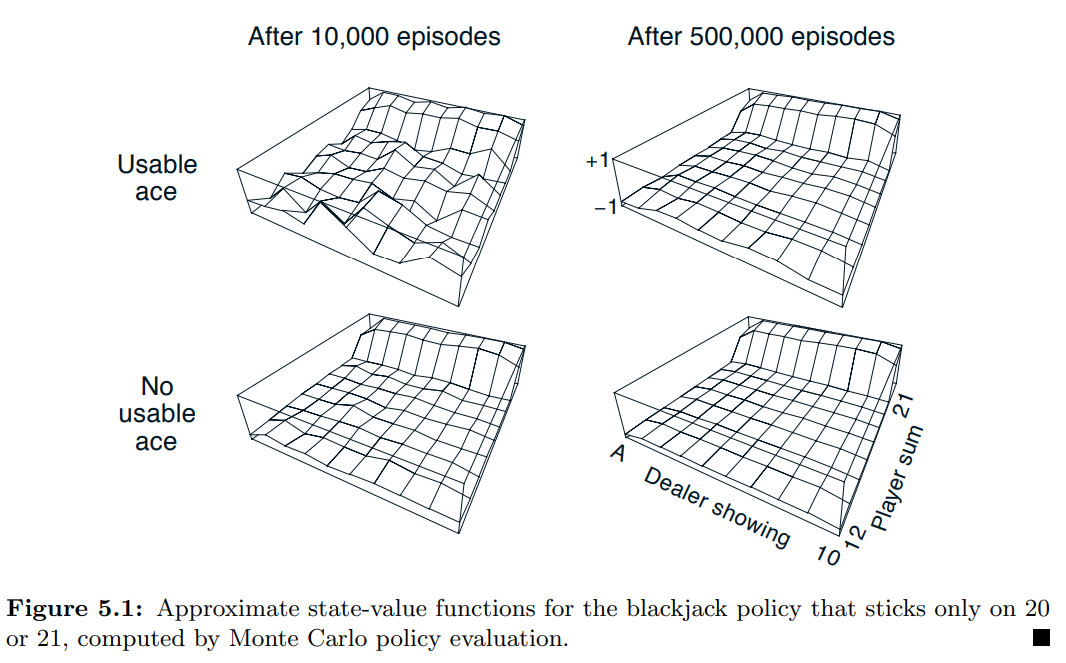 After 10,000 episodes
After 500,000 episodes
Usable
ace
+1
−1
No
usable
ace
A
Dealer showing
10
12
Player sum
21
Figure 5.1: Approximate state-value functions for the blackjack policy that sticks only on 20
or 21, computed by Monte Carlo policy evaluation.